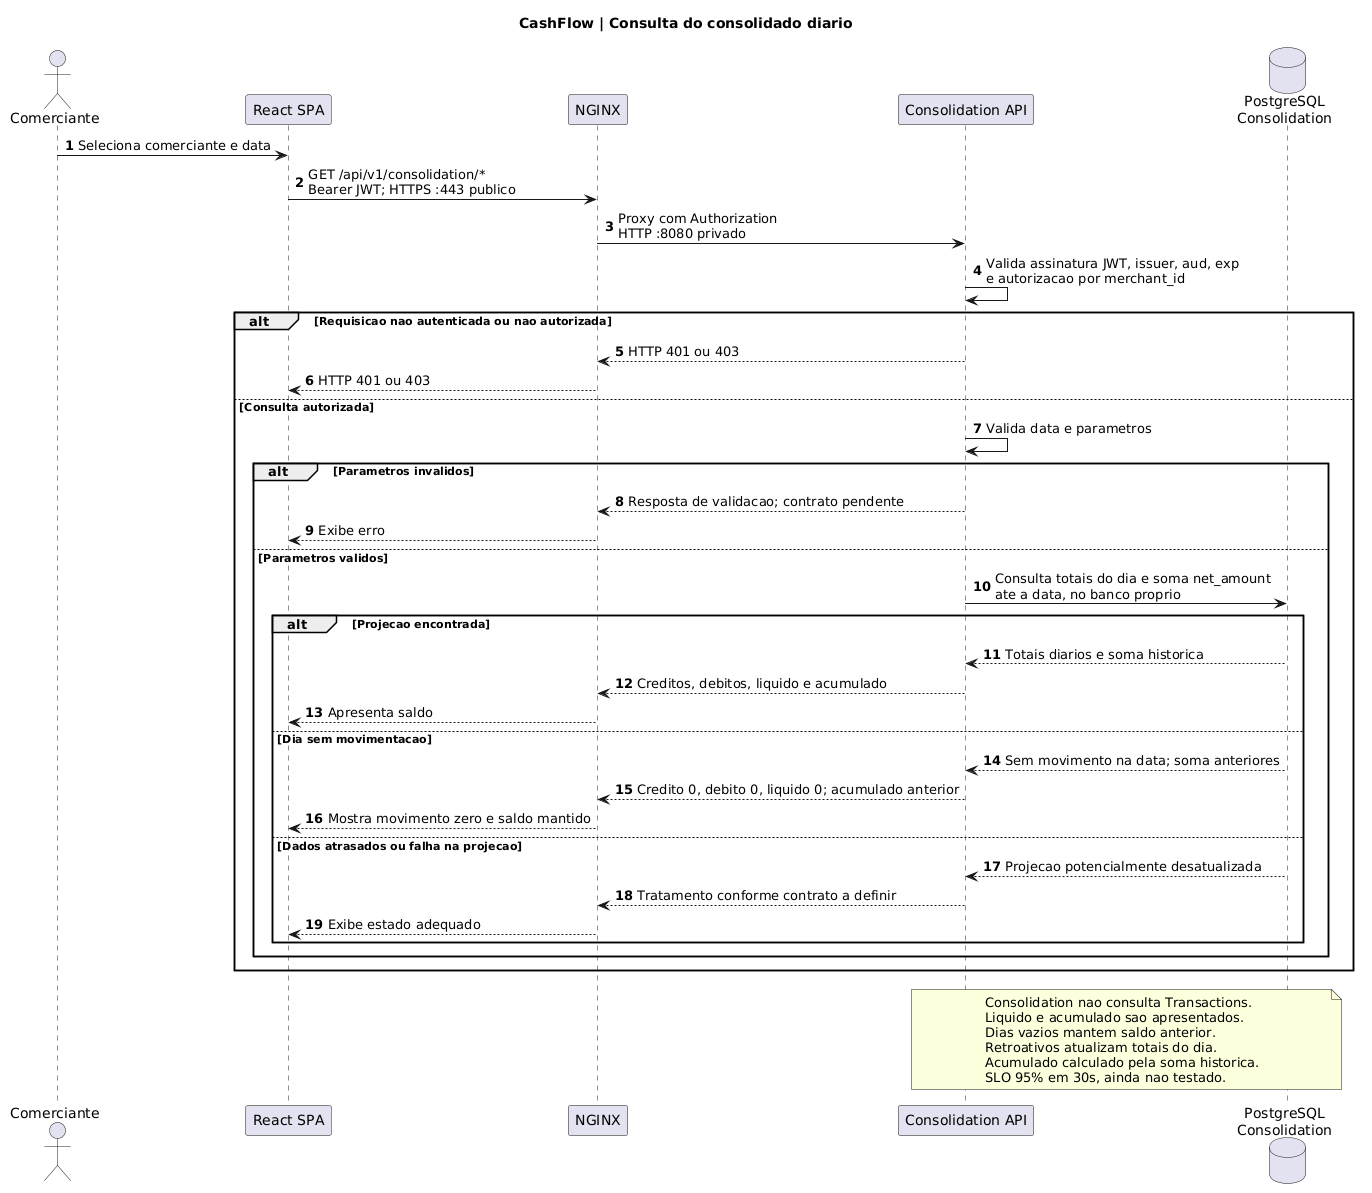 CashFlow | Consulta do consolidado diario
Comerciante
React SPA
NGINX
Consolidation API
PostgreSQL
Consolidation
1 Seleciona comerciante e data
2 GET /api/v1/consolidation/*
Bearer JWT; HTTPS :443 publico
3 Proxy com Authorization
HTTP :8080 privado
4 Valida assinatura JWT, issuer, aud, exp
e autorizacao por merchant_id
alt [Requisicao nao autenticada ou nao autorizada]
5 HTTP 401 ou 403
6 HTTP 401 ou 403
[Consulta autorizada]
7 Valida data e parametros
alt [Parametros invalidos]
8 Resposta de validacao; contrato pendente
9 Exibe erro
[Parametros validos]
10 Consulta totais do dia e soma net_amount
ate a data, no banco proprio
alt [Projecao encontrada]
11 Totais diarios e soma historica
12 Creditos, debitos, liquido e acumulado
13 Apresenta saldo
[Dia sem movimentacao]
14 Sem movimento na data; soma anteriores
15 Credito 0, debito 0, liquido 0; acumulado anterior
16 Mostra movimento zero e saldo mantido
[Dados atrasados ou falha na projecao]
17 Projecao potencialmente desatualizada
18 Tratamento conforme contrato a definir
19 Exibe estado adequado
Consolidation nao consulta Transactions.
Liquido e acumulado sao apresentados.
Dias vazios mantem saldo anterior.
Retroativos atualizam totais do dia.
Acumulado calculado pela soma historica.
SLO 95% em 30s, ainda nao testado.
Comerciante
React SPA
NGINX
Consolidation API
PostgreSQL
Consolidation